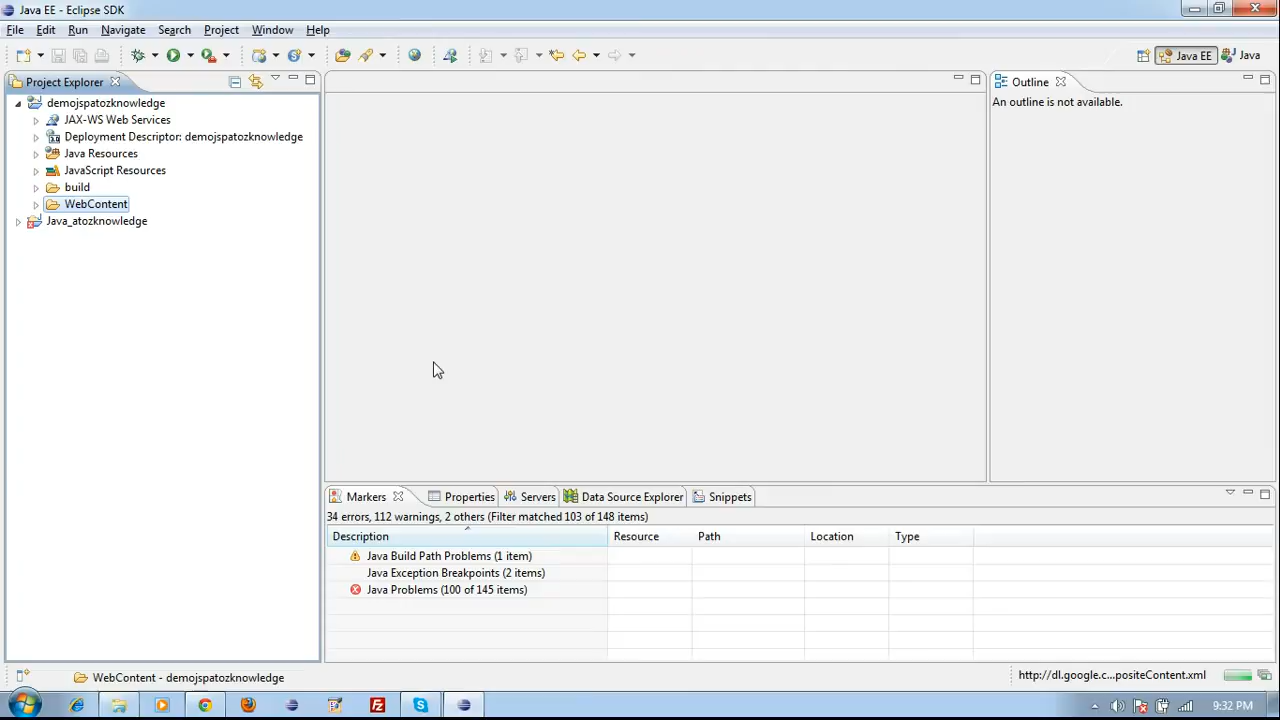 Java EE - Eclipse SDK
File Edit Run Navigate Search Project Window Help
Java EE Java
Project Explorer
Outline
demojspatozknowledge
An outline is not available.
JAX-WS Web Services
Deployment Descriptor: demojspatozknowledge
Java Resources
JavaScript Resources
build
WebContent
Java_atozknowledge
Markers Properties Servers Data Source Explorer Snippets
34 errors, 112 warnings, 2 others (Filter matched 103 of 148 items)
Description Resource Path Location Type
Java Build Path Problems (1 item)
Java Exception Breakpoints (2 items)
Java Problems (100 of 145 items)
WebContent - demojspatozknowledge
http://dl.google.c...positeContent.xml
9:32 PM